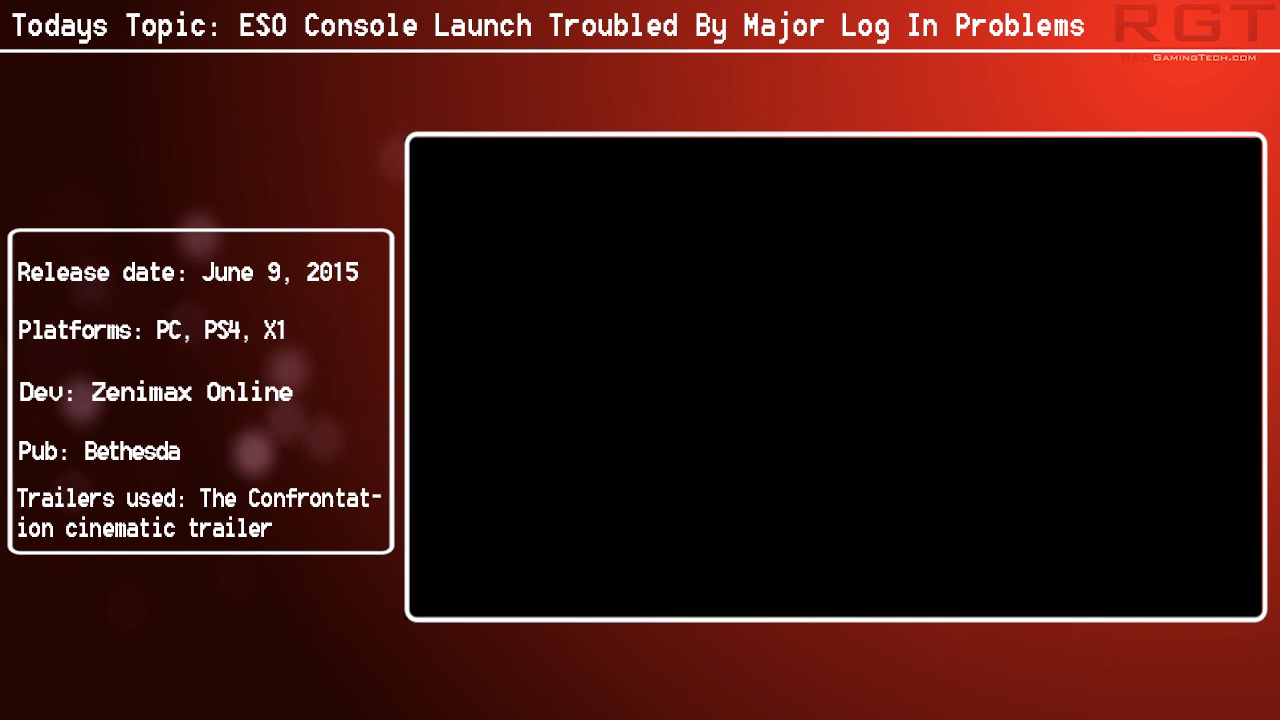 Todays Topic: ESO Console Launch Troubled By Major Log In Problems
RGT
REDGAMINGTECH.COM
Release date: June 9, 2015
Platforms: PC, PS4, X1
Dev: Zenimax Online
Pub: Bethesda
Trailers used: The Confrontat-
ion cinematic trailer